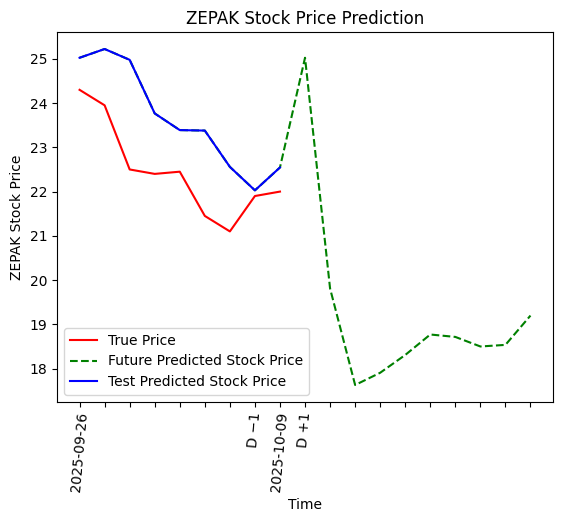 ZEPAK Stock Price Prediction
ZEPAK Stock Price
25
24
23
22
21
20
19
18
True Price
Future Predicted Stock Price
Test Predicted Stock Price
2025-09-26
D −1
2025-10-09
D +1
Time